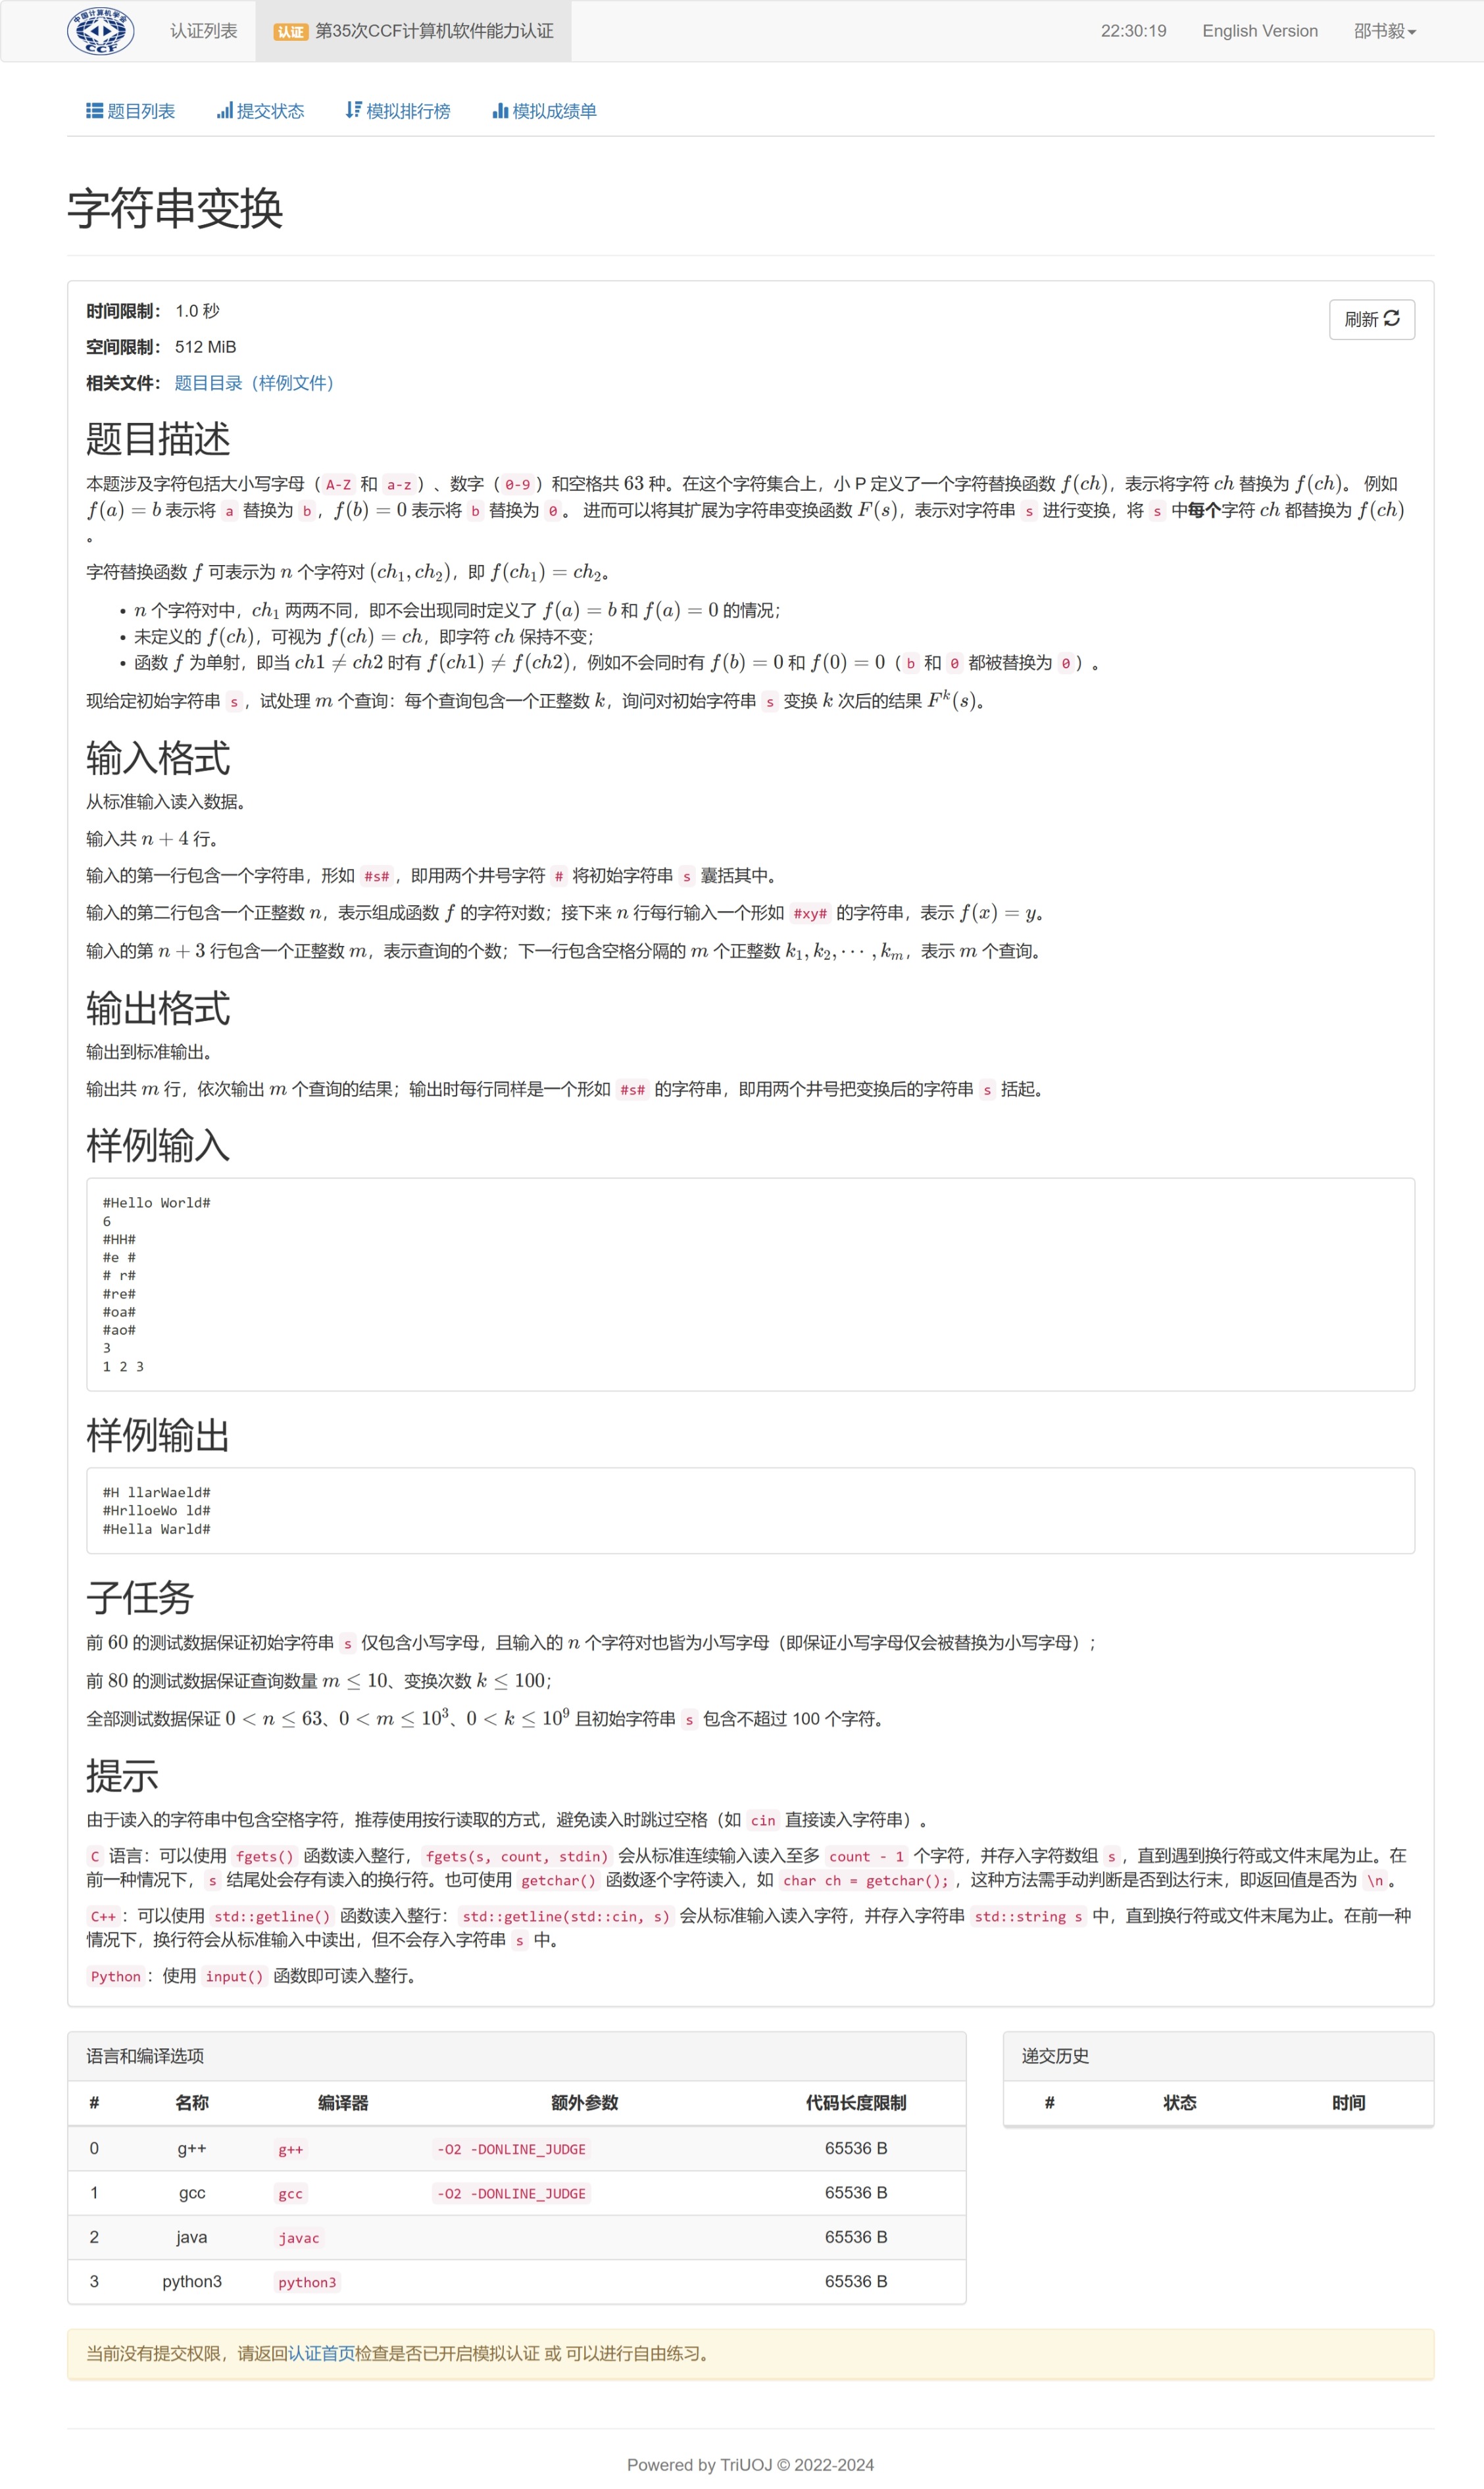 中国计算机学会
CCF
认证列表
认证 第35次CCF计算机软件能力认证
22:30:19
English Version
邵书毅
题目列表
提交状态
模拟排行榜
模拟成绩单
字符串变换
时间限制： 1.0 秒
刷新
空间限制： 512 MiB
相关文件： 题目目录（样例文件）
题目描述
本题涉及字符包括大小写字母（ A-Z 和 a-z ）、数字（ 0-9 ）和空格共 63 种。在这个字符集合上，小 P 定义了一个字符替换函数 f(ch)，表示将字符 ch 替换为 f(ch)。 例如
f(a) = b 表示将 a 替换为 b ，f(b) = 0 表示将 b 替换为 0 。 进而可以将其扩展为字符串变换函数 F(s)，表示对字符串 s 进行变换，将 s 中每个字符 ch 都替换为 f(ch)
。
字符替换函数 f 可表示为 n 个字符对 (ch₁, ch₂)，即 f(ch₁) = ch₂。
• n 个字符对中，ch₁ 两两不同，即不会出现同时定义了 f(a) = b 和 f(a) = 0 的情况；
• 未定义的 f(ch)，可视为 f(ch) = ch，即字符 ch 保持不变；
• 函数 f 为单射，即当 ch1 ≠ ch2 时有 f(ch1) ≠ f(ch2)，例如不会同时有 f(b) = 0 和 f(0) = 0（ b 和 0 都被替换为 0 ）。
现给定初始字符串 s ，试处理 m 个查询：每个查询包含一个正整数 k，询问对初始字符串 s 变换 k 次后的结果 Fᵏ(s)。
输入格式
从标准输入读入数据。
输入共 n + 4 行。
输入的第一行包含一个字符串，形如 #s# ，即用两个井号字符 # 将初始字符串 s 囊括其中。
输入的第二行包含一个正整数 n，表示组成函数 f 的字符对数；接下来 n 行每行输入一个形如 #xy# 的字符串，表示 f(x) = y。
输入的第 n + 3 行包含一个正整数 m，表示查询的个数；下一行包含空格分隔的 m 个正整数 k₁, k₂, ⋯ , kₘ，表示 m 个查询。
输出格式
输出到标准输出。
输出共 m 行，依次输出 m 个查询的结果；输出时每行同样是一个形如 #s# 的字符串，即用两个井号把变换后的字符串 s 括起。
样例输入
#Hello World#
6
#HH#
#e #
# r#
#re#
#oa#
#ao#
3
1 2 3
样例输出
#H llarWaeld#
#HrlloeWo ld#
#Hella Warld#
子任务
前 60 的测试数据保证初始字符串 s 仅包含小写字母，且输入的 n 个字符对也皆为小写字母（即保证小写字母仅会被替换为小写字母）；
前 80 的测试数据保证查询数量 m ≤ 10、变换次数 k ≤ 100；
全部测试数据保证 0 < n ≤ 63、0 < m ≤ 10³、0 < k ≤ 10⁹ 且初始字符串 s 包含不超过 100 个字符。
提示
由于读入的字符串中包含空格字符，推荐使用按行读取的方式，避免读入时跳过空格（如 cin 直接读入字符串）。
C 语言：可以使用 fgets() 函数读入整行，fgets(s, count, stdin) 会从标准连续输入读入至多 count - 1 个字符，并存入字符数组 s ，直到遇到换行符或文件末尾为止。在
前一种情况下， s 结尾处会存有读入的换行符。也可使用 getchar() 函数逐个字符读入，如 char ch = getchar(); ，这种方法需手动判断是否到达行末，即返回值是否为 \n 。
C++ ：可以使用 std::getline() 函数读入整行：std::getline(std::cin, s) 会从标准输入读入字符，并存入字符串 std::string s 中，直到换行符或文件末尾为止。在前一种
情况下，换行符会从标准输入中读出，但不会存入字符串 s 中。
Python ：使用 input() 函数即可读入整行。
语言和编译选项
# 名称 编译器 额外参数 代码长度限制
0 g++ g++ -O2 -DONLINE_JUDGE 65536 B
1 gcc gcc -O2 -DONLINE_JUDGE 65536 B
2 java javac 65536 B
3 python3 python3 65536 B
递交历史
# 状态 时间
当前没有提交权限，请返回认证首页检查是否已开启模拟认证 或 可以进行自由练习。
Powered by TriUOJ © 2022-2024